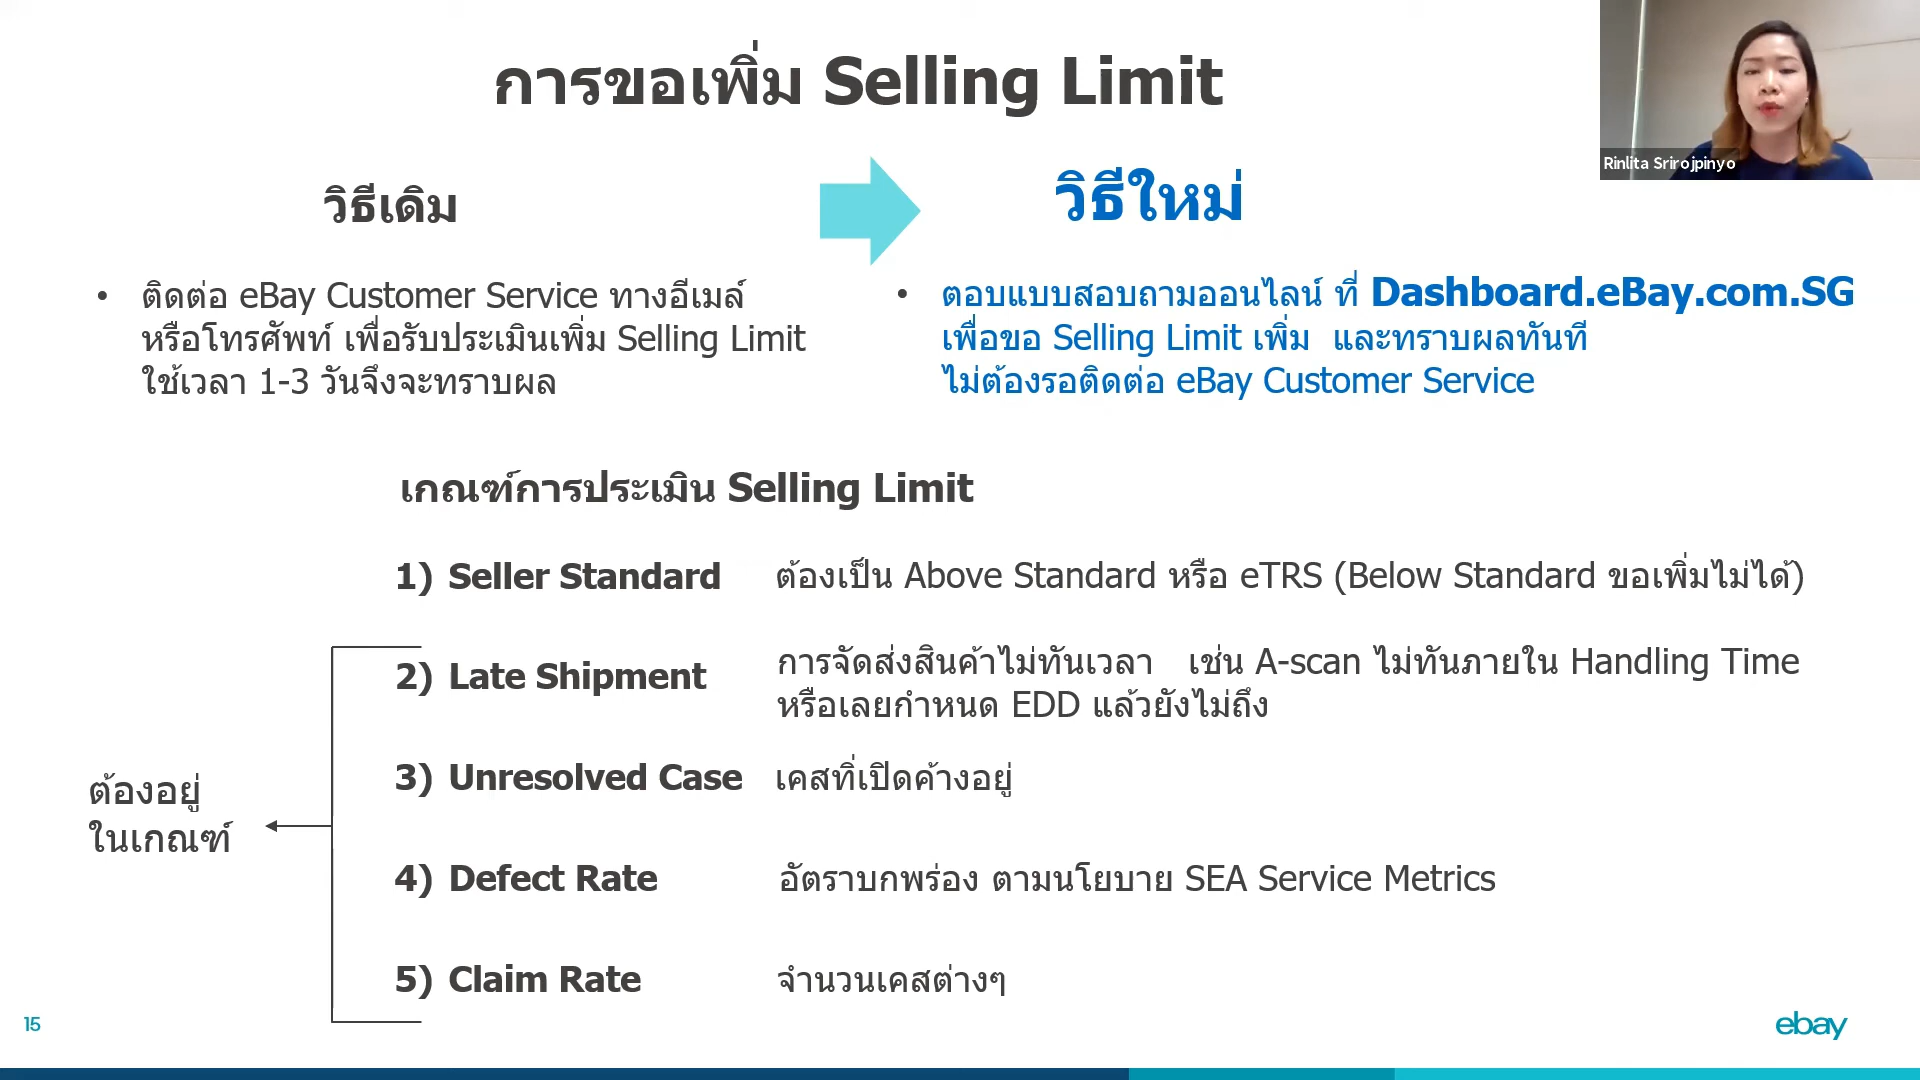 การขอเพิ่ม Selling Limit
Rinlita Srirojpinyo
วิธีเดิม
วิธีใหม่
• ติดต่อ eBay Customer Service ทางอีเมล์
หรือโทรศัพท์ เพื่อรับประเมินเพิ่ม Selling Limit
ใช้เวลา 1-3 วันจึงจะทราบผล
• ตอบแบบสอบถามออนไลน์ ที่ Dashboard.eBay.com.SG
เพื่อขอ Selling Limit เพิ่ม และทราบผลทันที
ไม่ต้องรอติดต่อ eBay Customer Service
เกณฑ์การประเมิน Selling Limit
1) Seller Standard ต้องเป็น Above Standard หรือ eTRS (Below Standard ขอเพิ่มไม่ได้)
2) Late Shipment การจัดส่งสินค้าไม่ทันเวลา เช่น A-scan ไม่ทันภายใน Handling Time
หรือเลยกำหนด EDD แล้วยังไม่ถึง
3) Unresolved Case เคสที่เปิดค้างอยู่
ต้องอยู่
ในเกณฑ์
4) Defect Rate อัตราบกพร่อง ตามนโยบาย SEA Service Metrics
5) Claim Rate จำนวนเคสต่างๆ
15
ebay